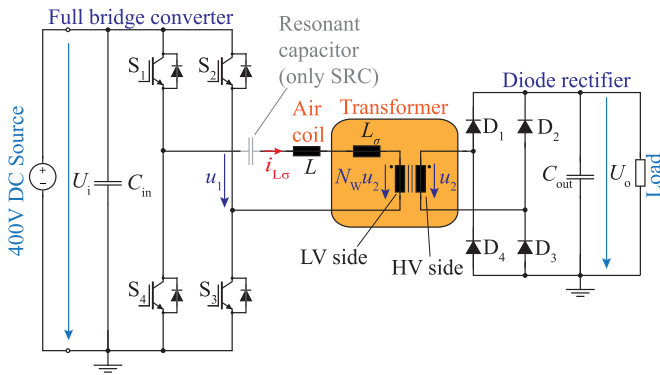 Full bridge converter
Resonant
capacitor
(only SRC)
S1
S2
Air
coil
Transformer
Diode rectifier
400V DC Source
Ui
Cin
u1
iLσ
L
Lσ
NWu2
u2
D1
D2
Cout
Uo
Load
LV side
HV side
D4
D3
S4
S3